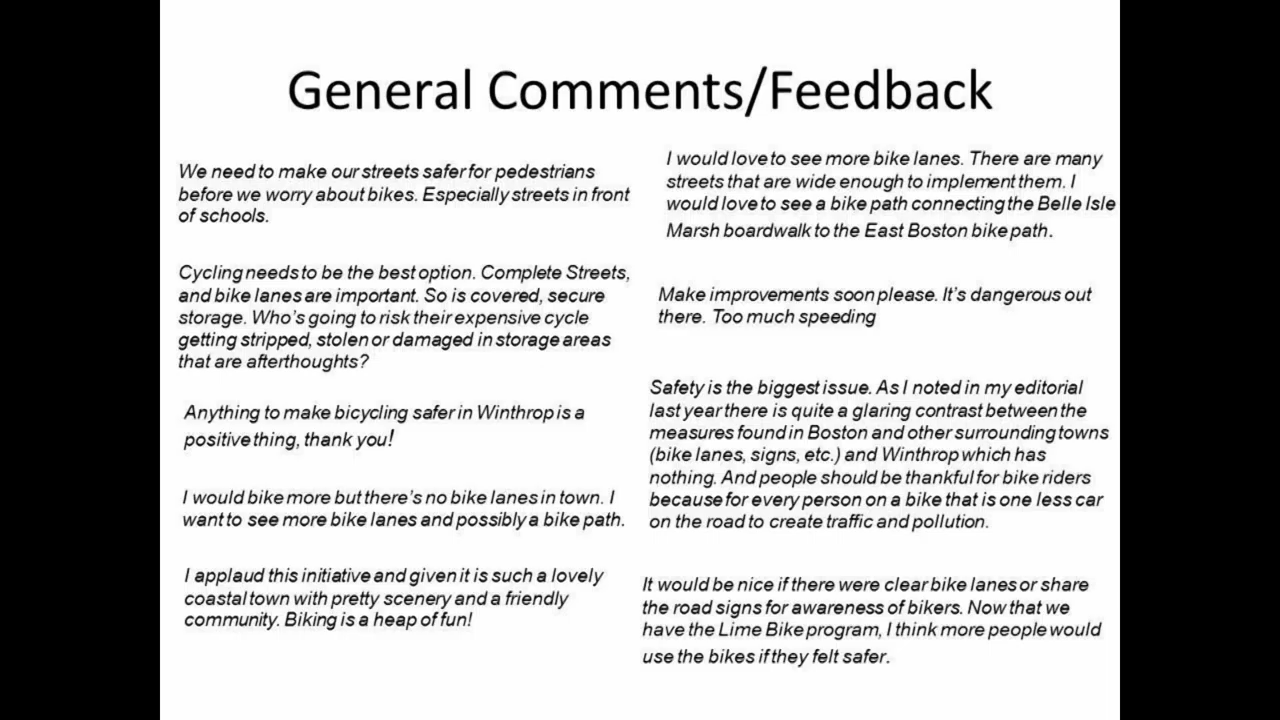 General Comments/Feedback
We need to make our streets safer for pedestrians
before we worry about bikes. Especially streets in front
of schools.
Cycling needs to be the best option. Complete Streets,
and bike lanes are important. So is covered, secure
storage. Who's going to risk their expensive cycle
getting stripped, stolen or damaged in storage areas
that are afterthoughts?
Anything to make bicycling safer in Winthrop is a
positive thing, thank you!
I would bike more but there's no bike lanes in town. I
want to see more bike lanes and possibly a bike path.
I applaud this initiative and given it is such a lovely
coastal town with pretty scenery and a friendly
community. Biking is a heap of fun!
I would love to see more bike lanes. There are many
streets that are wide enough to implement them. I
would love to see a bike path connecting the Belle Isle
Marsh boardwalk to the East Boston bike path.
Make improvements soon please. It's dangerous out
there. Too much speeding
Safety is the biggest issue. As I noted in my editorial
last year there is quite a glaring contrast between the
measures found in Boston and other surrounding towns
(bike lanes, signs, etc.) and Winthrop which has
nothing. And people should be thankful for bike riders
because for every person on a bike that is one less car
on the road to create traffic and pollution.
It would be nice if there were clear bike lanes or share
the road signs for awareness of bikers. Now that we
have the Lime Bike program, I think more people would
use the bikes if they felt safer.